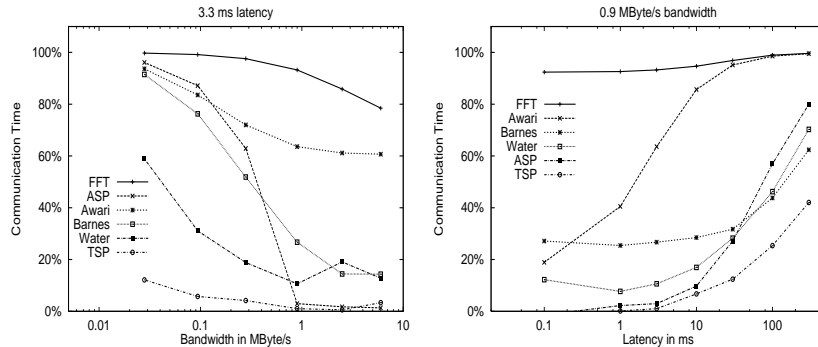 3.3 ms latency
100%
80%
60%
40%
20%
0%
Communication Time
FFT
ASP
Awari
Barnes
Water
TSP
0.01
0.1
1
10
Bandwidth in MByte/s
0.9 MByte/s bandwidth
100%
80%
60%
40%
20%
0%
Communication Time
FFT
Awari
Barnes
Water
ASP
TSP
0.1
1
10
100
Latency in ms